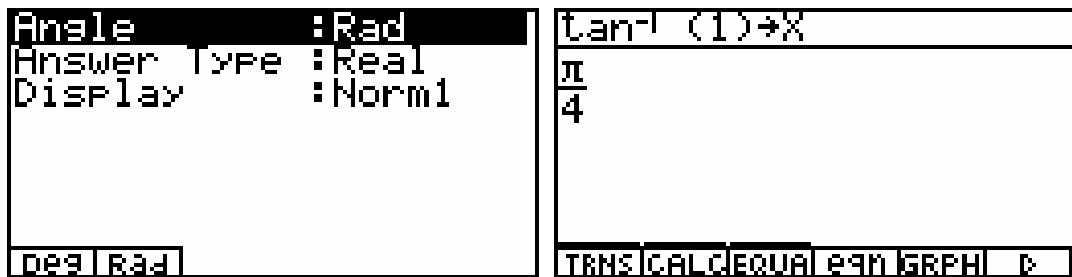 Angle :Rad
Answer Type :Real
Display :Norm1
Deg Rad
tan⁻¹ (1)→X
π
4
TRNS CALC EQUA eqn GRPH ▷